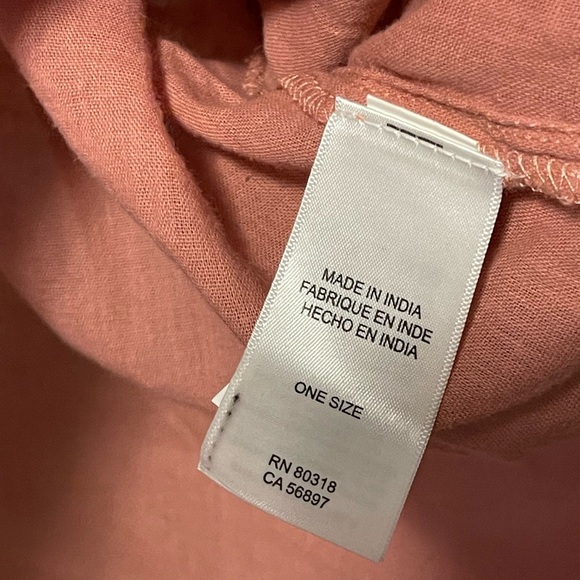 MADE IN INDIA
FABRIQUE EN INDE
HECHO EN INDIA
ONE SIZE
RN 80318
CA 56897